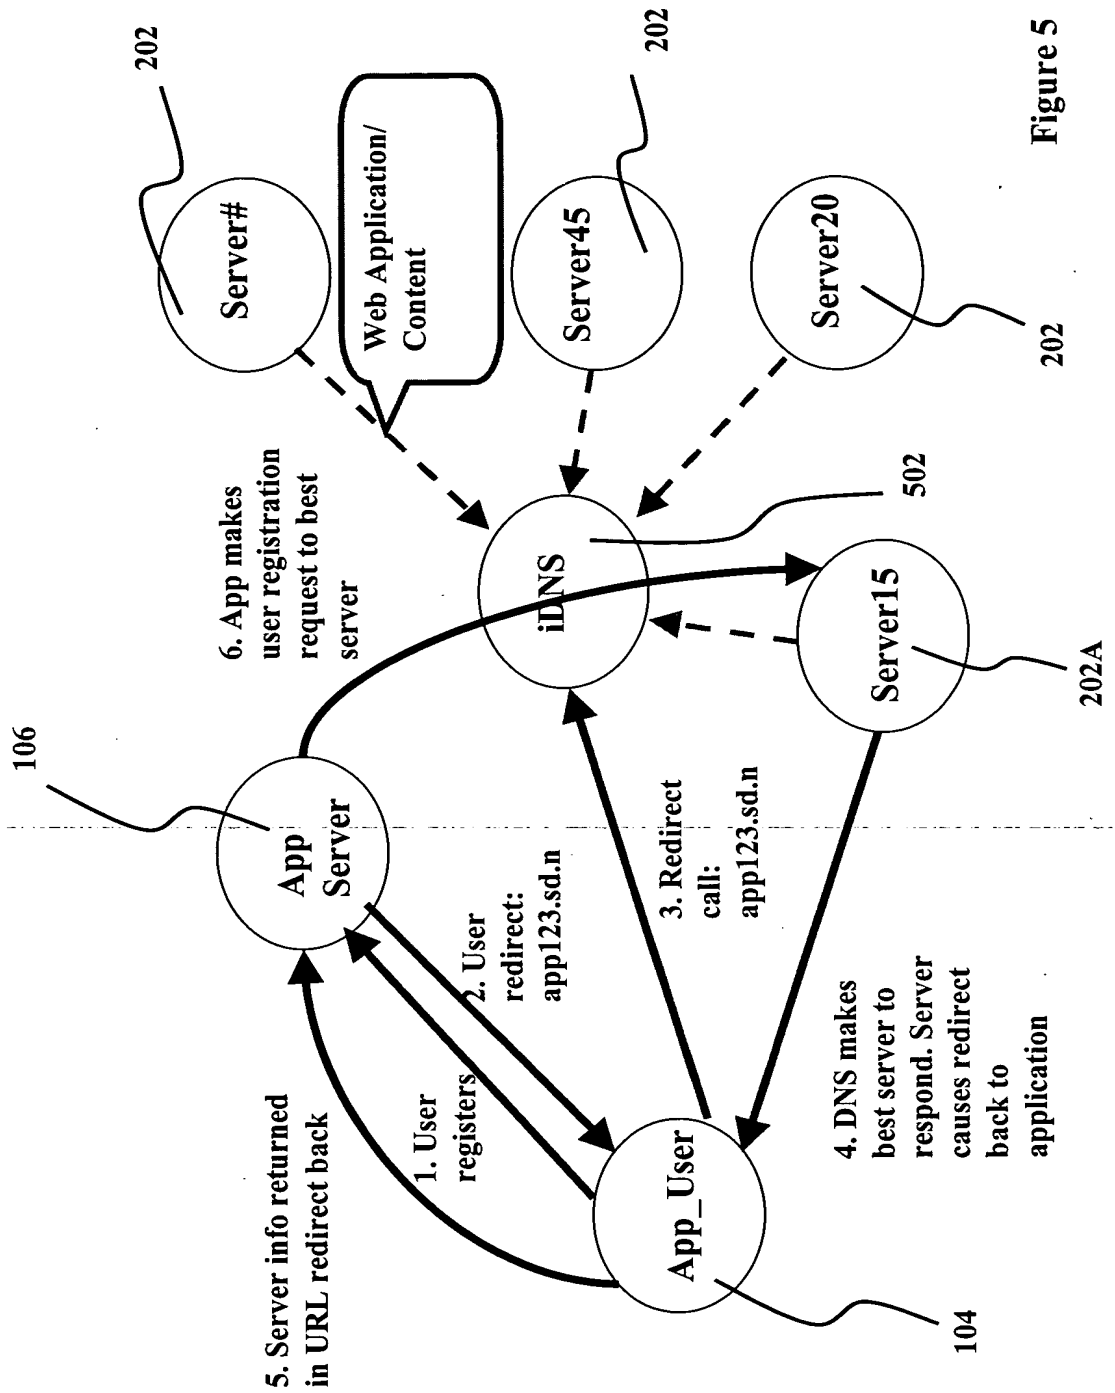 5. Server info returned
in URL redirect back
106
App
Server
6. App makes
user registration
request to best
server
Server#
202
Web Application/
Content
1. User
registers
2. User
redirect:
app123.sd.n
iDNS
502
Server45
202
App_User
104
3. Redirect
call:
app123.sd.n
Server15
202A
Server20
202
4. DNS makes
best server to
respond. Server
causes redirect
back to
application
Figure 5